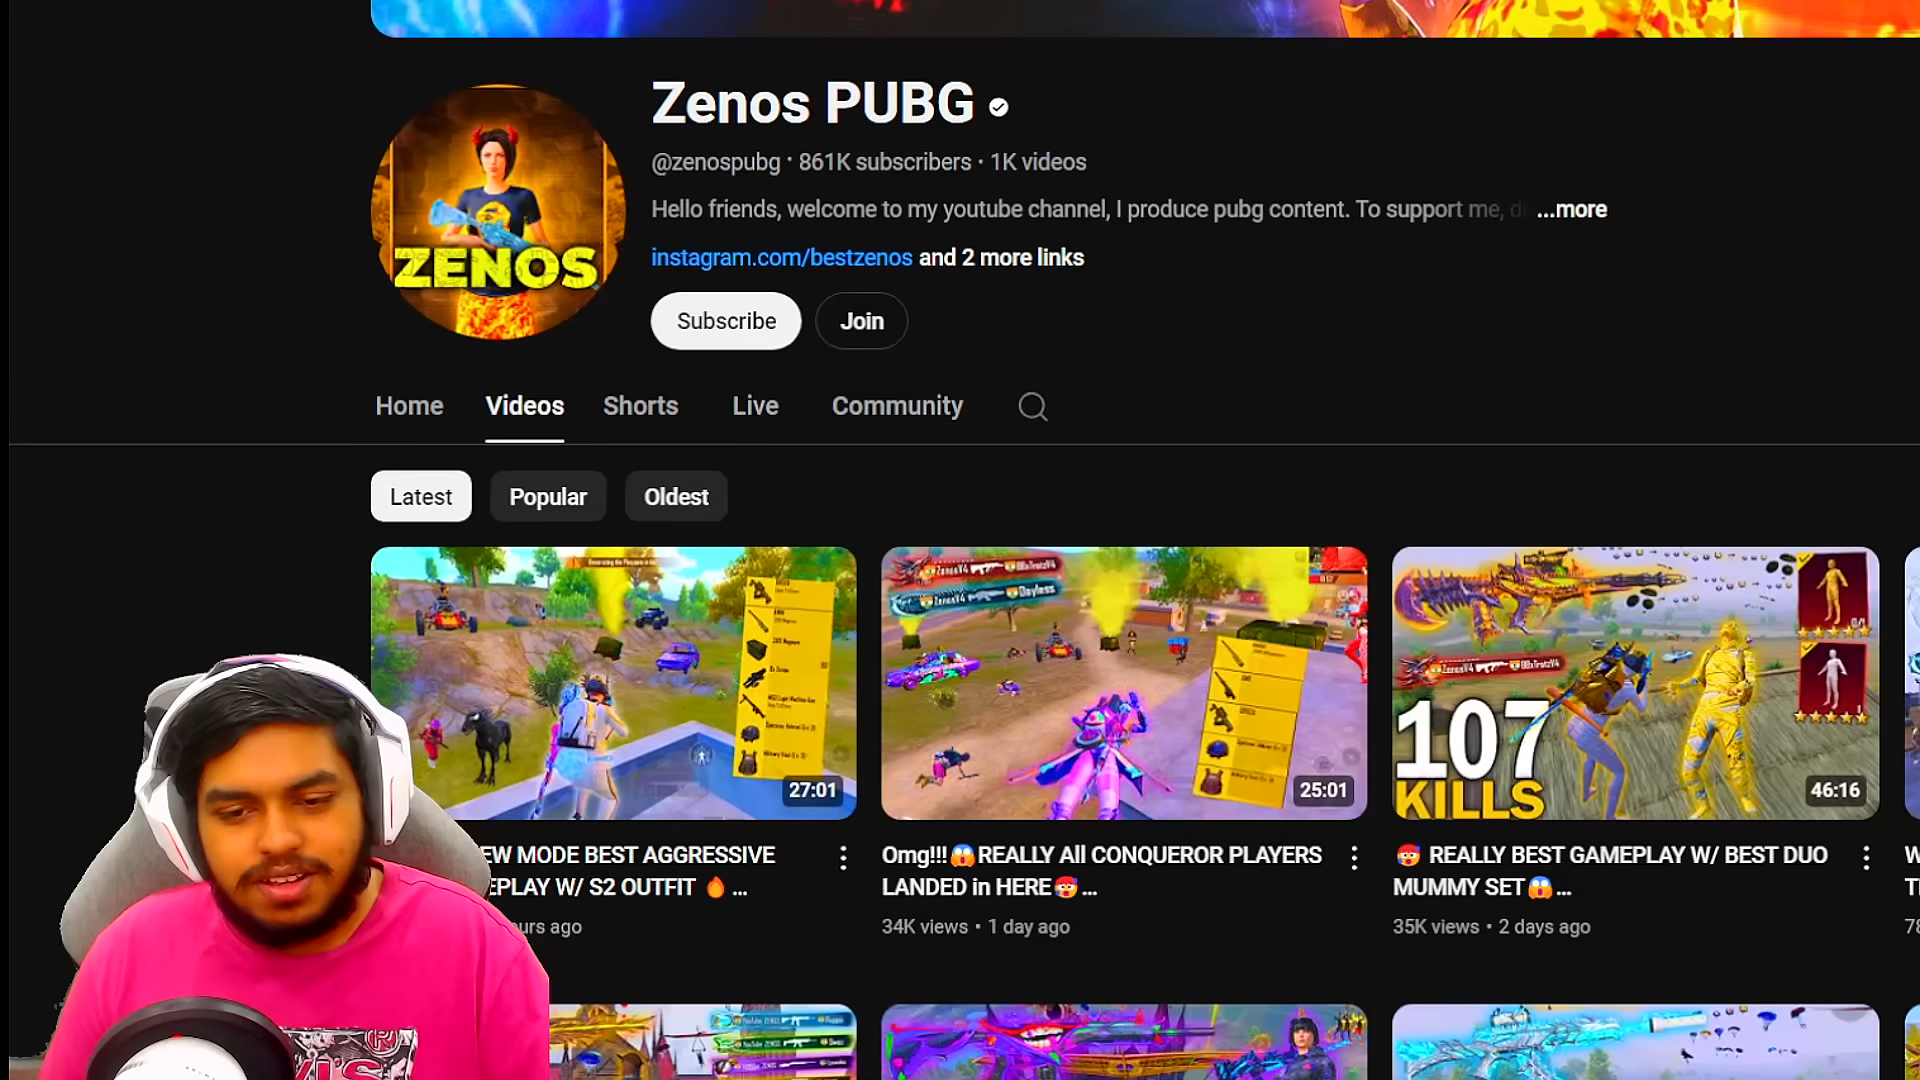 Zenos PUBG
@zenospubg · 861K subscribers · 1K videos
Hello friends, welcome to my youtube channel, I produce pubg content. To support me, ...more
instagram.com/bestzenos and 2 more links
ZENOS
Subscribe
Join
Home Videos Shorts Live Community
Latest Popular Oldest
ZenosV4
ZenosV4 Dayless
107
KILLS
27:01
25:01
46:16
EW MODE BEST AGGRESSIVE
EPLAY W/ S2 OUTFIT 🔥 ...
urs ago
Omg!!!😱REALLY All CONQUEROR PLAYERS
LANDED in HERE🥵...
34K views · 1 day ago
🥵 REALLY BEST GAMEPLAY W/ BEST DUO
MUMMY SET😱...
35K views · 2 days ago
W
78